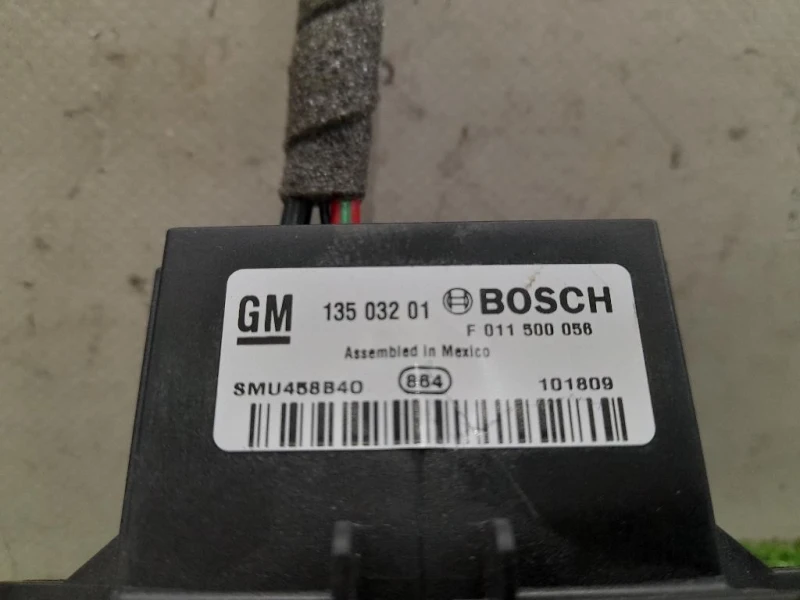 GM 135 032 01 BOSCH
F 011 500 056
Assembled in Mexico
SMU458B40 864 101809